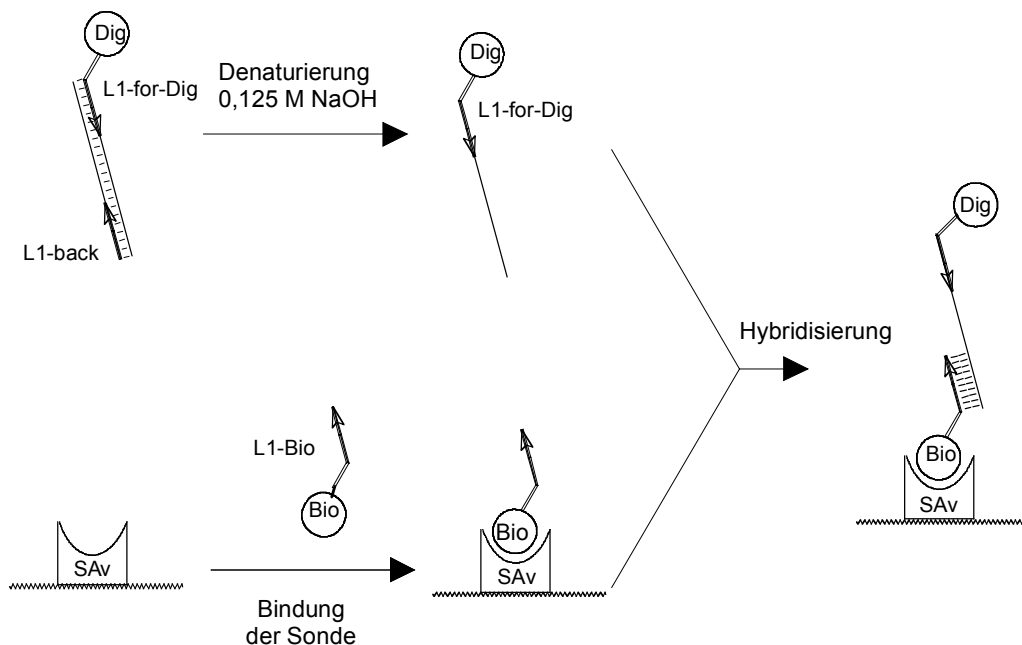 Dig
L1-for-Dig
L1-back
Denaturierung
0,125 M NaOH
Dig
L1-for-Dig
Hybridisierung
Dig
Bio
SAv
SAv
L1-Bio
Bio
Bindung
der Sonde
Bio
SAv